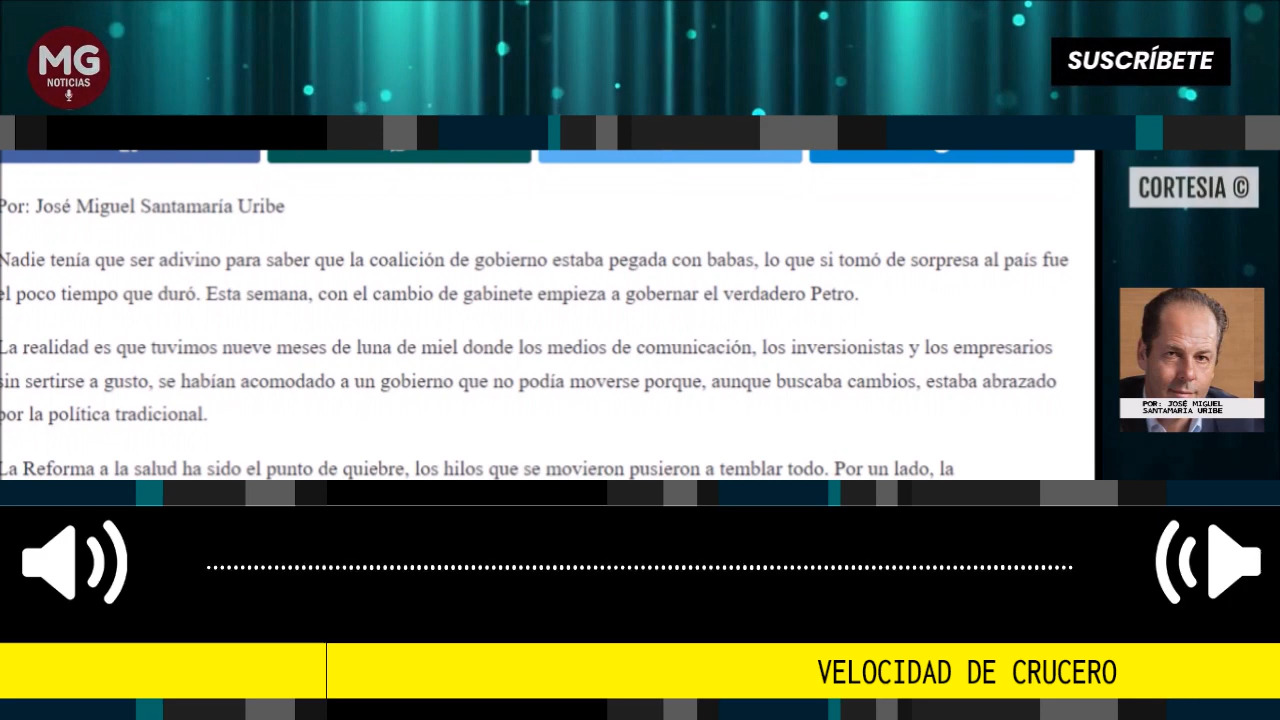 MG
NOTICIAS
SUSCRÍBETE
CORTESIA ©
Por: José Miguel Santamaría Uribe
Nadie tenía que ser adivino para saber que la coalición de gobierno estaba pegada con babas, lo que si tomó de sorpresa al país fue
el poco tiempo que duró. Esta semana, con el cambio de gabinete empieza a gobernar el verdadero Petro.
La realidad es que tuvimos nueve meses de luna de miel donde los medios de comunicación, los inversionistas y los empresarios
sin sertirse a gusto, se habían acomodado a un gobierno que no podía moverse porque, aunque buscaba cambios, estaba abrazado
por la política tradicional.
La Reforma a la salud ha sido el punto de quiebre, los hilos que se movieron pusieron a temblar todo. Por un lado, la
POR: JOSÉ MIGUEL
SANTAMARÍA URIBE
VELOCIDAD DE CRUCERO